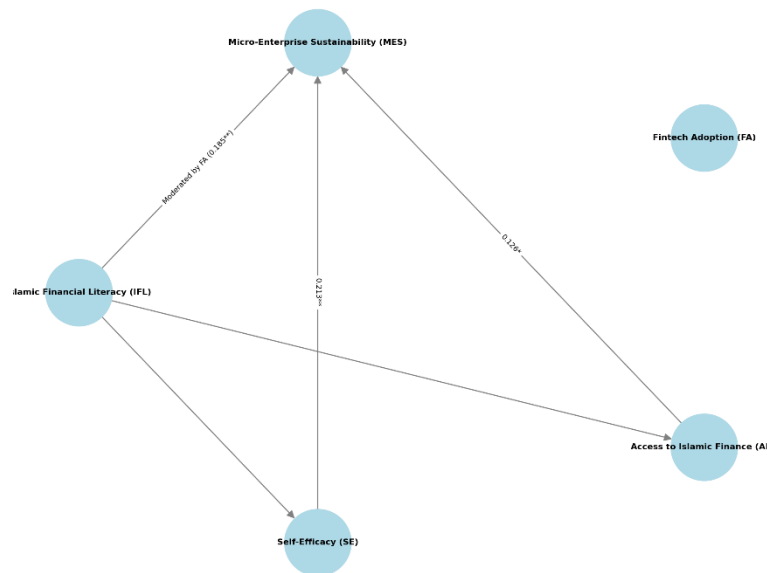 Micro-Enterprise Sustainability (MES)
Fintech Adoption (FA)
Moderated by FA (0.185**)
0.126*
lamic Financial Literacy (IFL)
0.213**
Access to Islamic Finance (A
Self-Efficacy (SE)